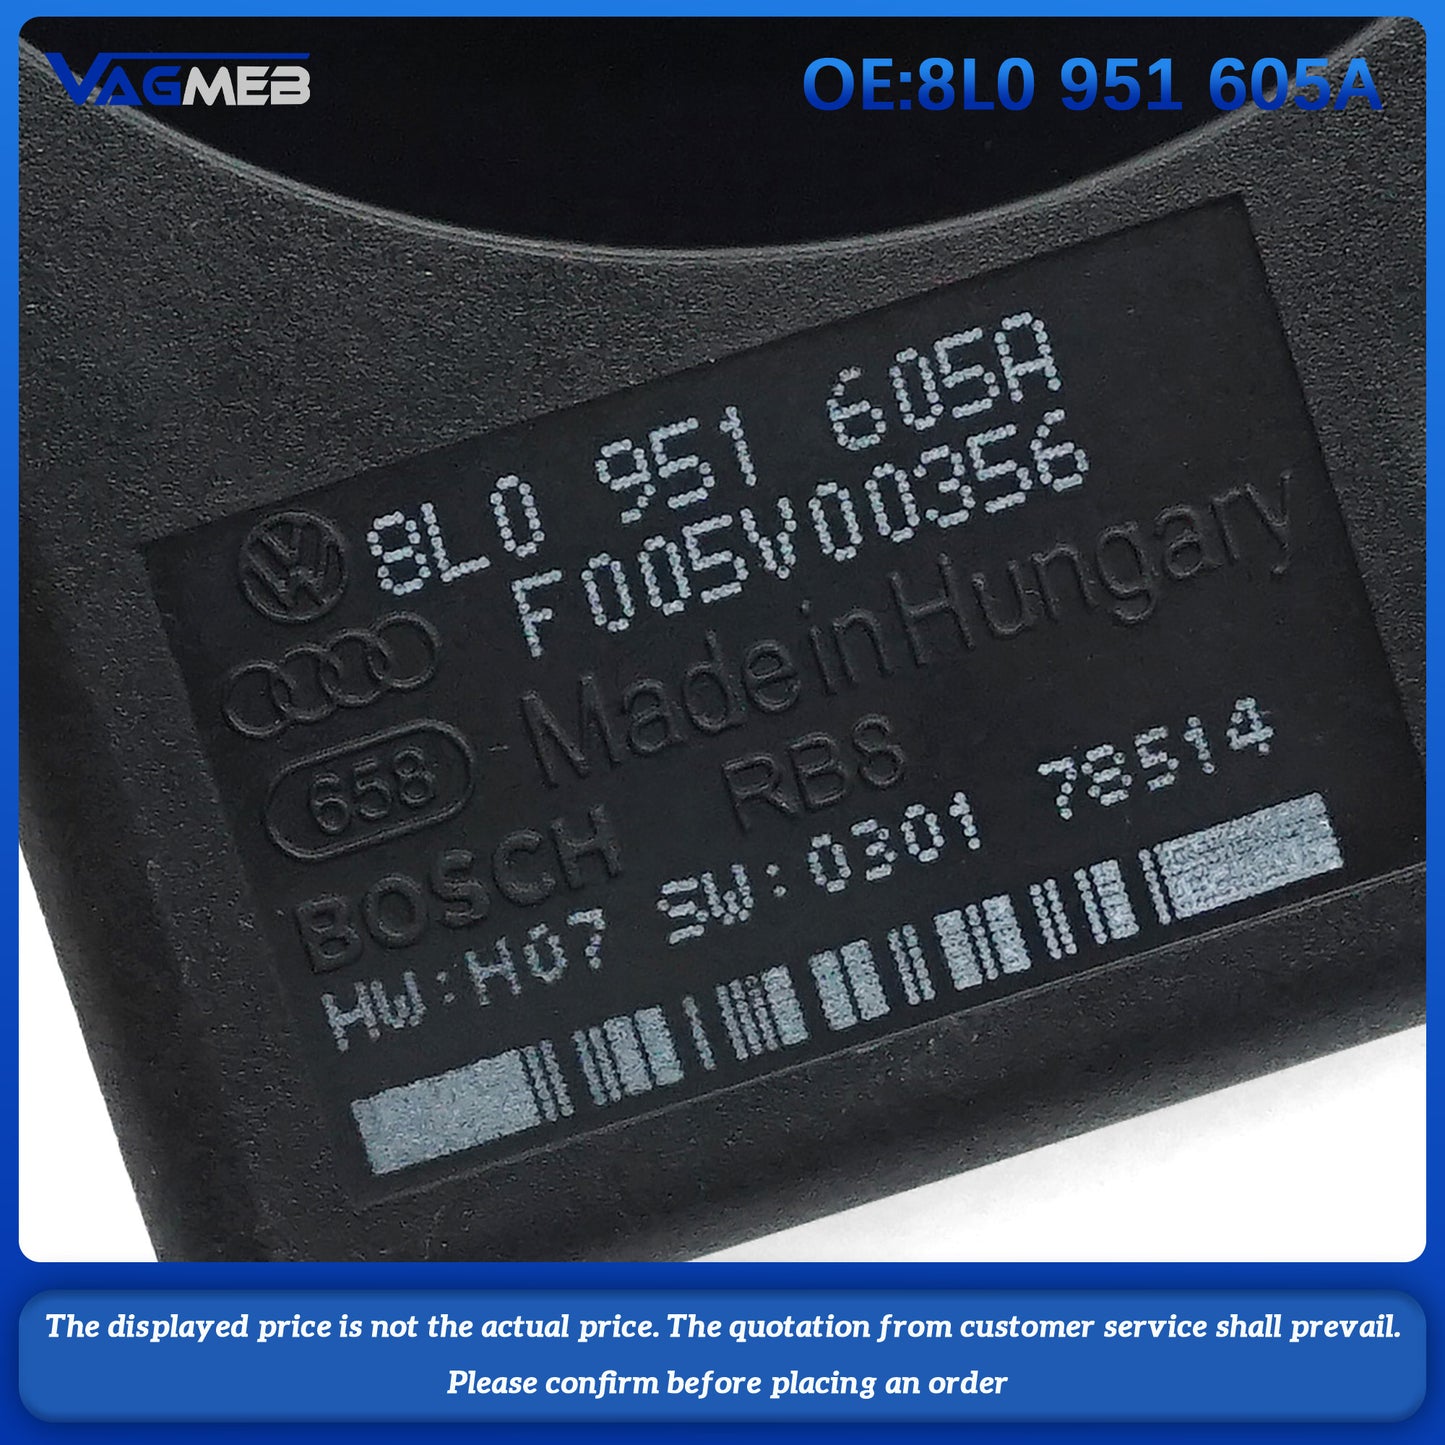 VAGMEB
OE:8L0 951 605A
8L0 951 605A
F005V00356
Made in Hungary
658
RB8
BOSCH
HW:H07 SW:0301 78514
The displayed price is not the actual price. The quotation from customer service shall prevail.
Please confirm before placing an order